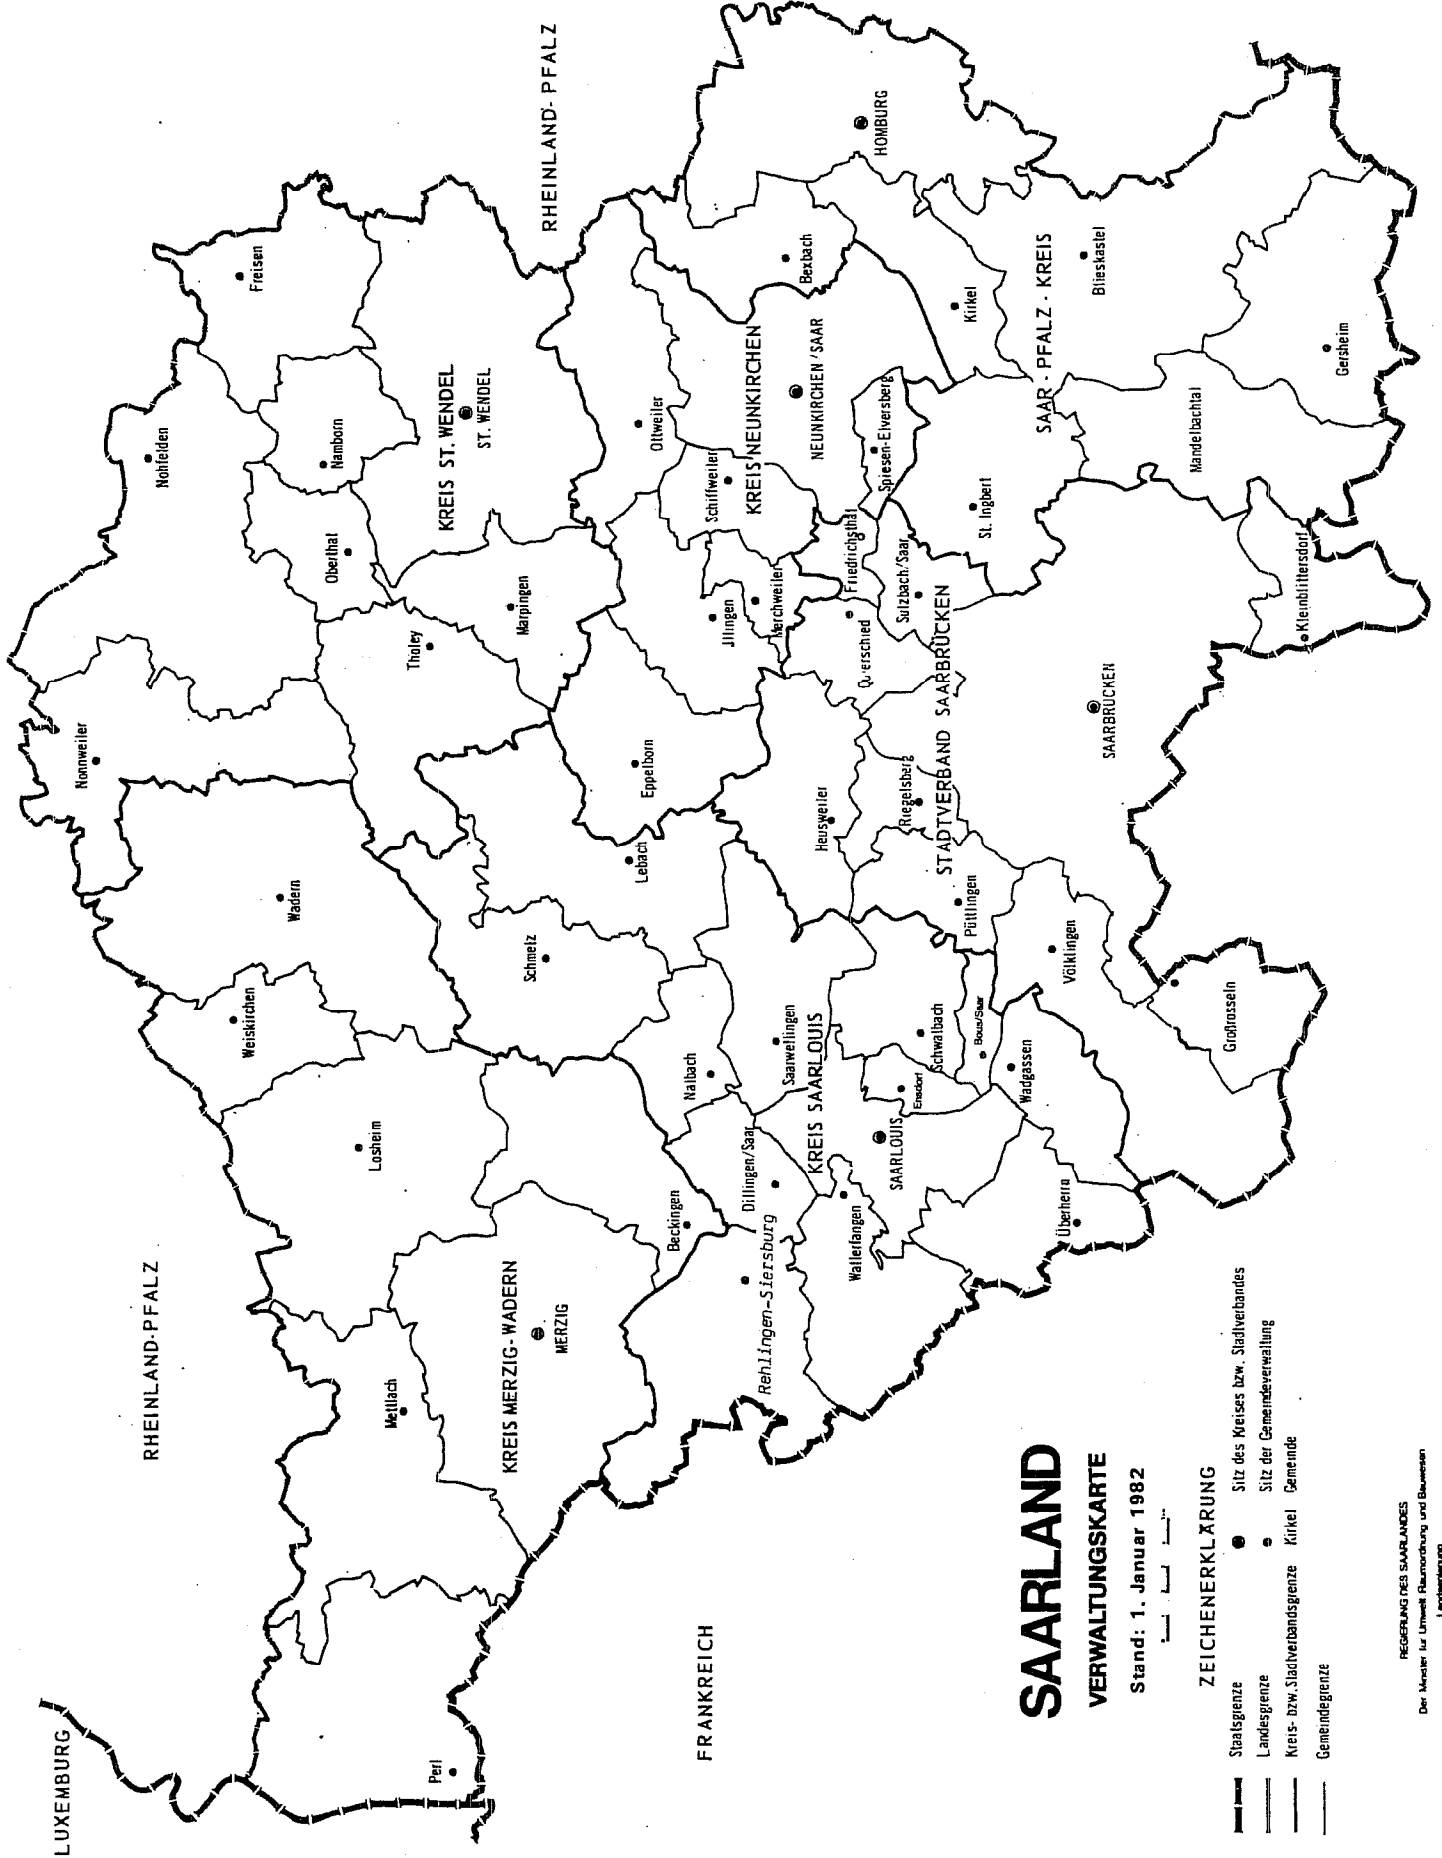 LUXEMBURG
RHEINLAND-PFALZ
RHEINLAND-PFALZ
FRANKREICH
Perl
Mettlach
KREIS MERZIG-WADERN
MERZIG
Losheim
Weiskirchen
Wadern
Beckingen
Nonnweiler
Nohfelden
Freisen
Namborn
Oberthal
KREIS ST. WENDEL
ST. WENDEL
Tholey
Marpingen
Schmelz
Lebach
Nalbach
Saarwellingen
KREIS SAARLOUIS
Dillingen/Saar
Rehlingen-Siersburg
Wallerfangen
SAARLOUIS
Ensdorf
Schwalbach
Bous/Saar
Wadgassen
Überherrn
Eppelborn
Illingen
Merchweiler
Schiffweiler
Ottweiler
KREIS NEUNKIRCHEN
NEUNKIRCHEN/SAAR
Spiesen-Elversberg
Heusweiler
Riegelsberg
STADTVERBAND SAARBRÜCKEN
Püttlingen
Völklingen
Großrosseln
Quierschied
Friedrichsthal
Sulzbach/Saar
SAARBRÜCKEN
Kleinblittersdorf
Bexbach
HOMBURG
Kirkel
SAAR-PFALZ-KREIS
St. Ingbert
Blieskastel
Mandelbachtal
Gersheim
SAARLAND
VERWALTUNGSKARTE
Stand: 1. Januar 1982
ZEICHENERKLÄRUNG
Staatsgrenze
Landesgrenze
Kreis- bzw. Stadtverbandsgrenze
Gemeindegrenze
Sitz des Kreises bzw. Stadtverbandes
Sitz der Gemeindeverwaltung
Kirkel Gemeinde
REGIERUNG DES SAARLANDES
Der Minister für Umwelt, Raumordnung und Bauwesen
Landesplanung